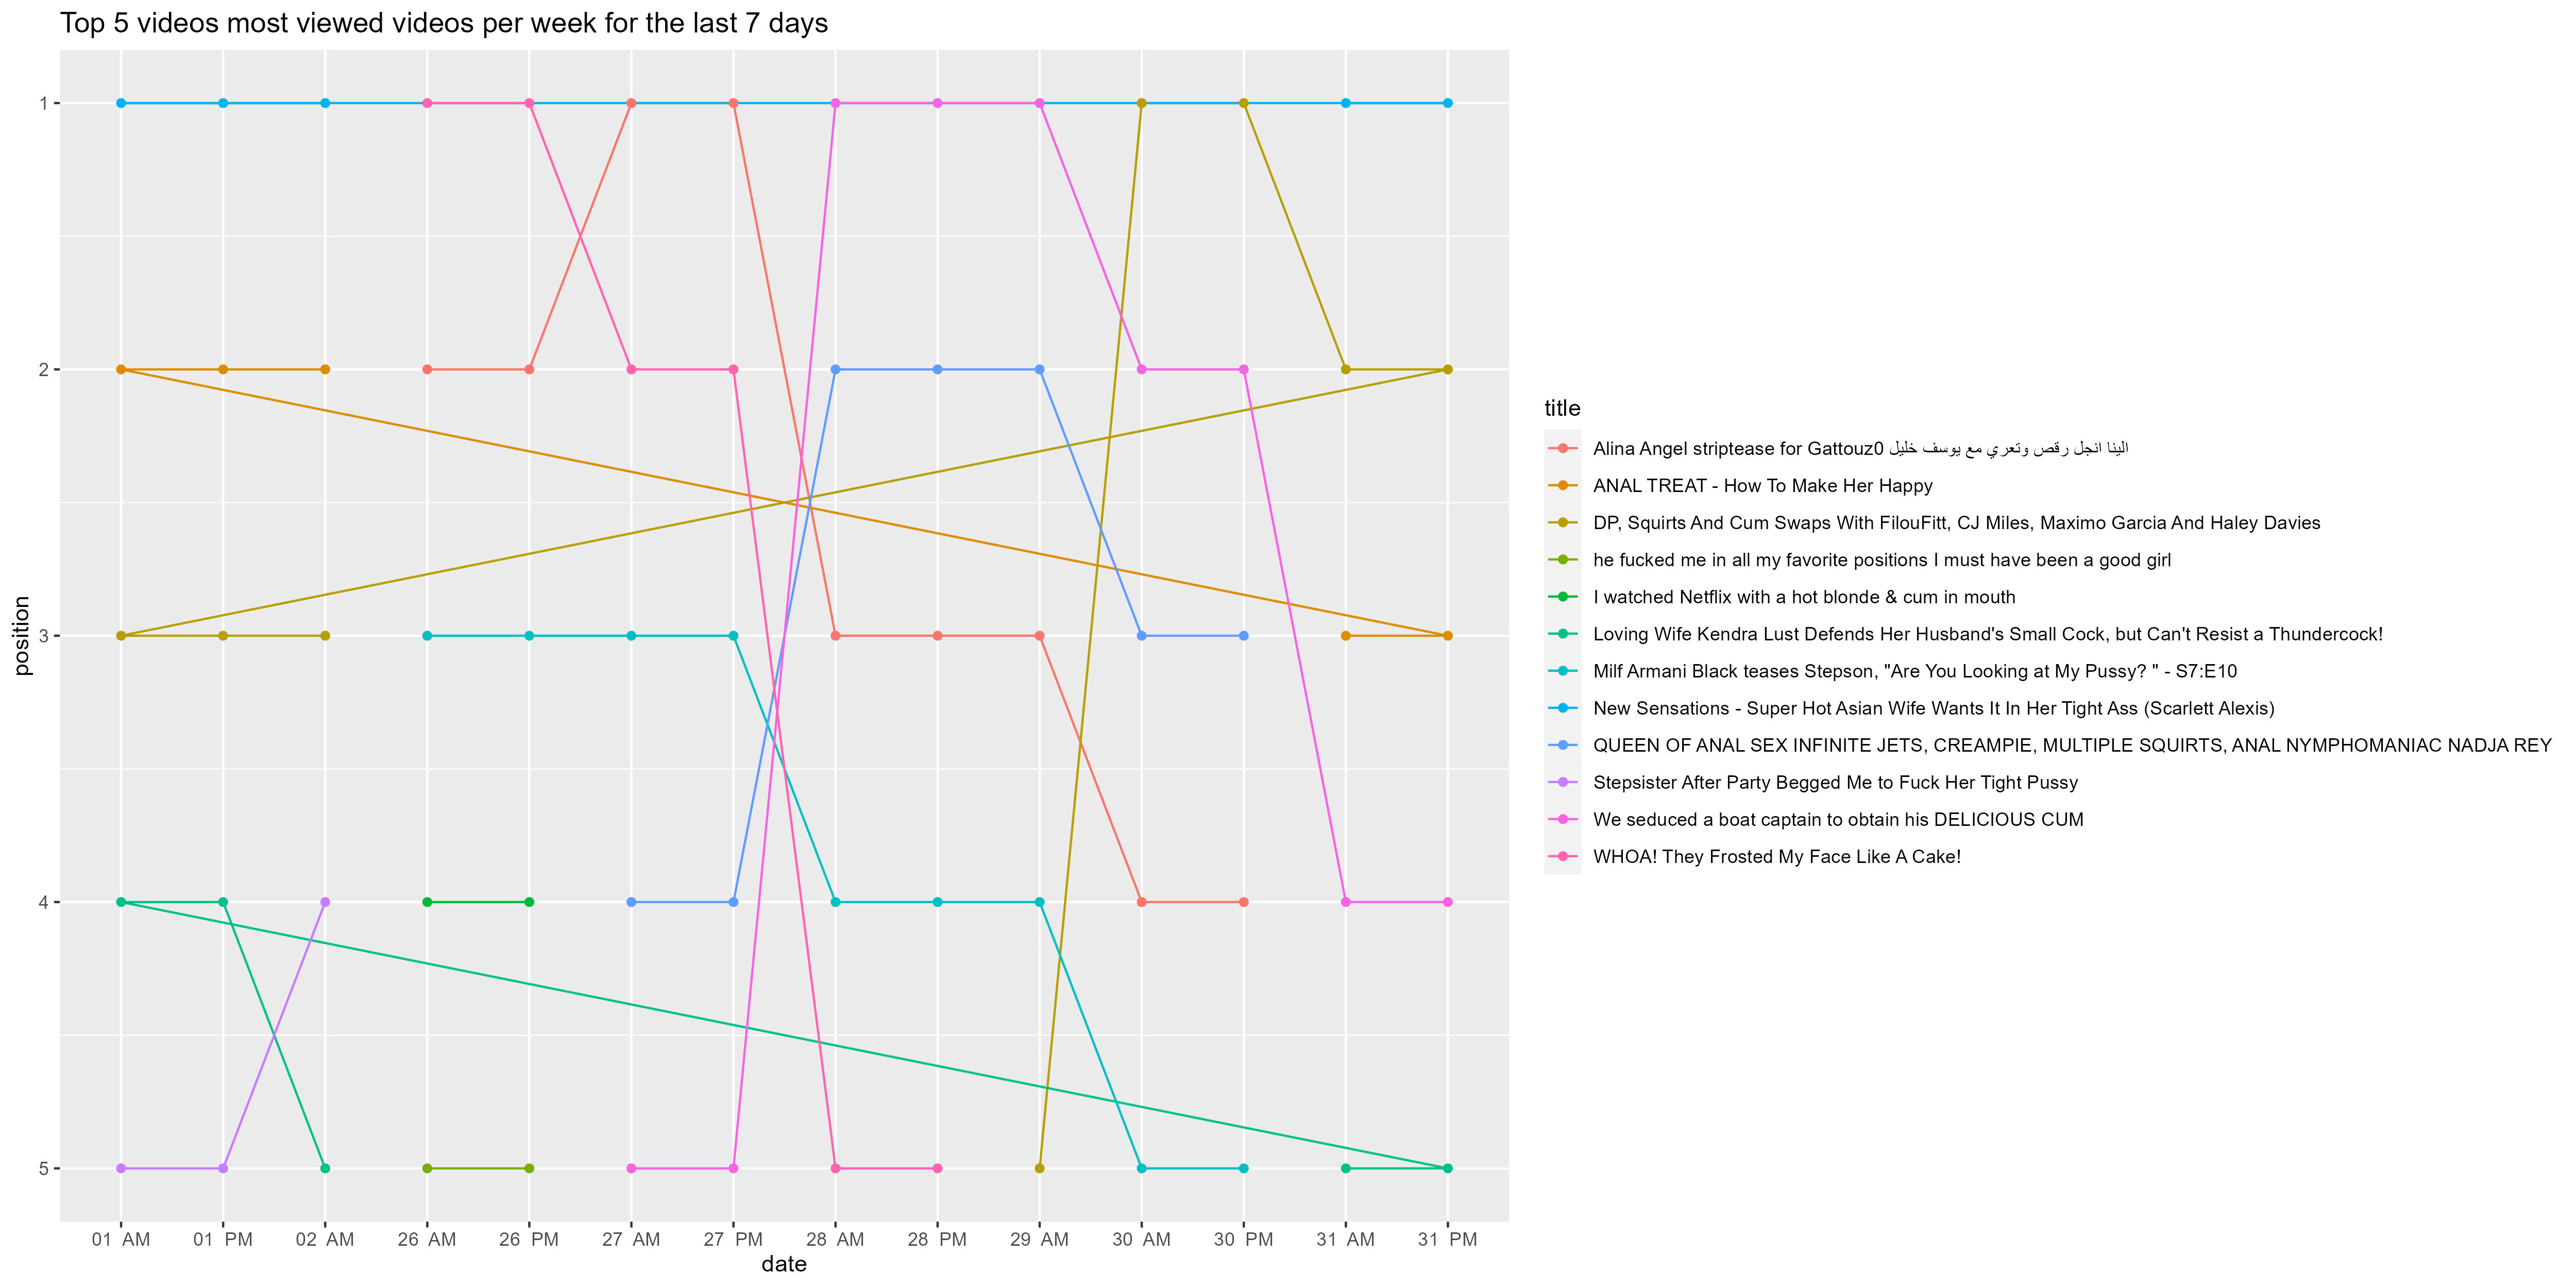 Top 5 videos most viewed videos per week for the last 7 days
position
1
2
3
4
5
01 AM 01 PM 02 AM 26 AM 26 PM 27 AM 27 PM 28 AM 28 PM 29 AM 30 AM 30 PM 31 AM 31 PM
date
title
Alina Angel striptease for Gattouz0 الينا انجل رقص وتعري مع يوسف خليل
ANAL TREAT - How To Make Her Happy
DP, Squirts And Cum Swaps With FilouFitt, CJ Miles, Maximo Garcia And Haley Davies
he fucked me in all my favorite positions I must have been a good girl
I watched Netflix with a hot blonde & cum in mouth
Loving Wife Kendra Lust Defends Her Husband's Small Cock, but Can't Resist a Thundercock!
Milf Armani Black teases Stepson, "Are You Looking at My Pussy? " - S7:E10
New Sensations - Super Hot Asian Wife Wants It In Her Tight Ass (Scarlett Alexis)
QUEEN OF ANAL SEX INFINITE JETS, CREAMPIE, MULTIPLE SQUIRTS, ANAL NYMPHOMANIAC NADJA REY
Stepsister After Party Begged Me to Fuck Her Tight Pussy
We seduced a boat captain to obtain his DELICIOUS CUM
WHOA! They Frosted My Face Like A Cake!